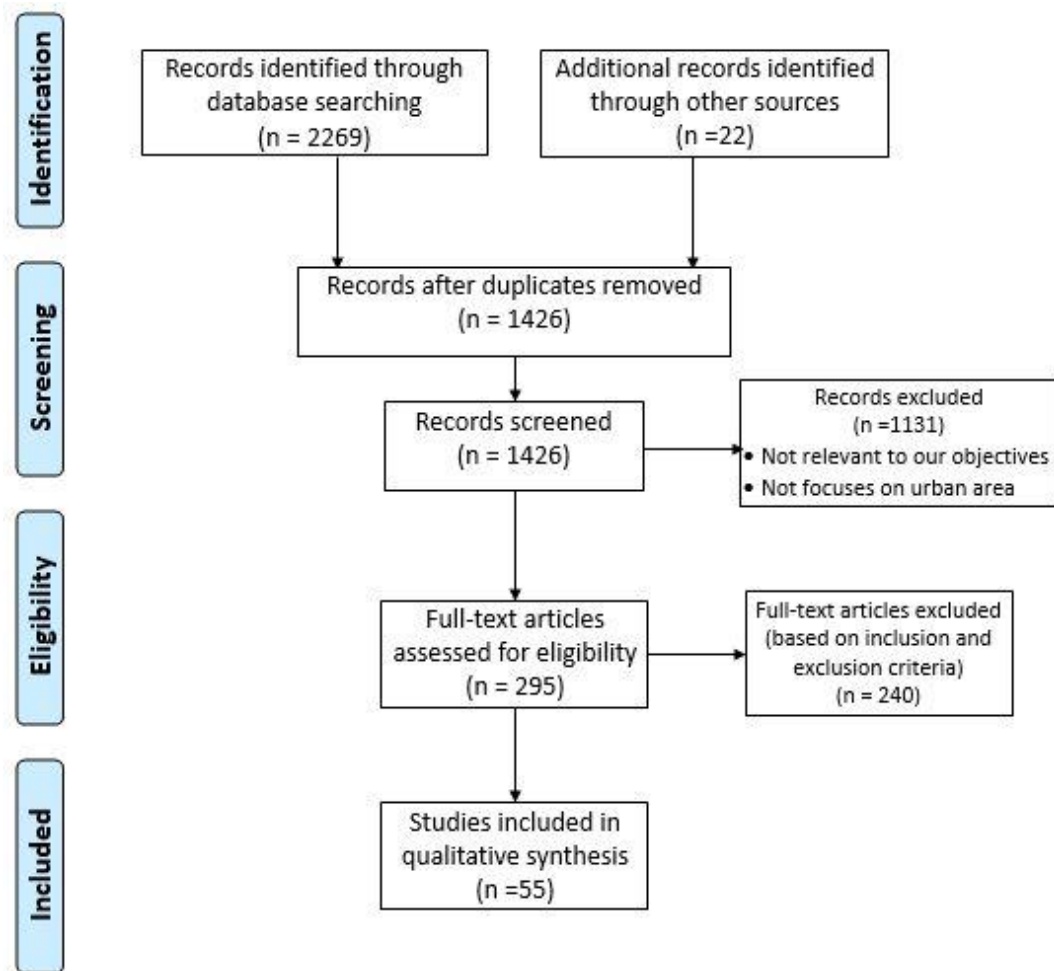 Identification
Records identified through
database searching
(n = 2269)
Additional records identified
through other sources
(n =22)
Screening
Records after duplicates removed
(n = 1426)
Records screened
(n = 1426)
Records excluded
(n =1131)
• Not relevant to our objectives
• Not focuses on urban area
Eligibility
Full-text articles
assessed for eligibility
(n = 295)
Full-text articles excluded
(based on inclusion and
exclusion criteria)
(n = 240)
Included
Studies included in
qualitative synthesis
(n =55)